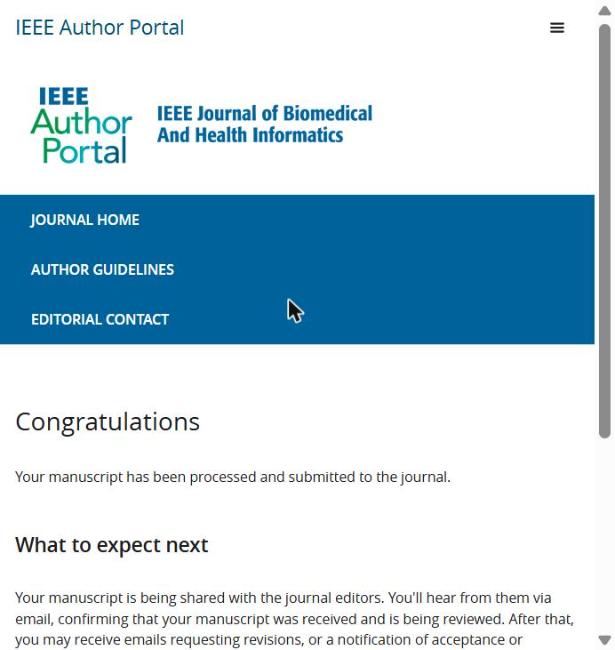 IEEE Author Portal
IEEE
Author
Portal
IEEE Journal of Biomedical
And Health Informatics
JOURNAL HOME
AUTHOR GUIDELINES
EDITORIAL CONTACT
Congratulations
Your manuscript has been processed and submitted to the journal.
What to expect next
Your manuscript is being shared with the journal editors. You'll hear from them via
email, confirming that your manuscript was received and is being reviewed. After that,
you may receive emails requesting revisions, or a notification of acceptance or